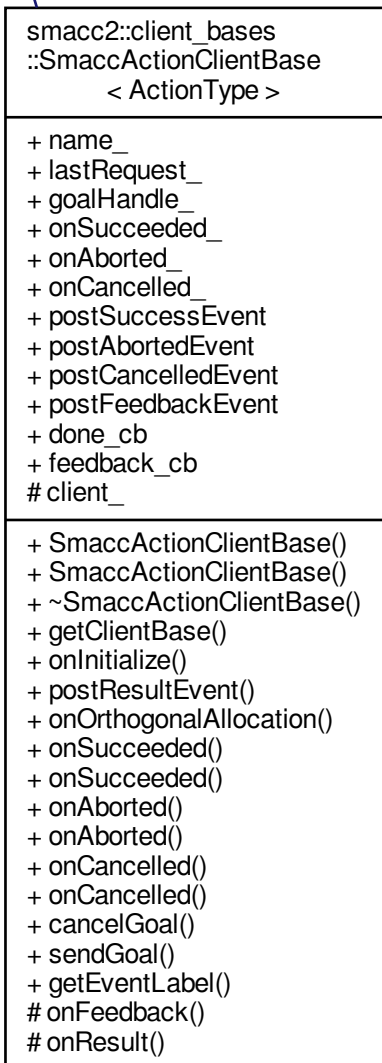 smacc2::client_bases
::SmaccActionClientBase
< ActionType >
+ name_
+ lastRequest_
+ goalHandle_
+ onSucceeded_
+ onAborted_
+ onCancelled_
+ postSuccessEvent
+ postAbortedEvent
+ postCancelledEvent
+ postFeedbackEvent
+ done_cb
+ feedback_cb
# client_
+ SmaccActionClientBase()
+ SmaccActionClientBase()
+ ~SmaccActionClientBase()
+ getClientBase()
+ onInitialize()
+ postResultEvent()
+ onOrthogonalAllocation()
+ onSucceeded()
+ onSucceeded()
+ onAborted()
+ onAborted()
+ onCancelled()
+ onCancelled()
+ cancelGoal()
+ sendGoal()
+ getEventLabel()
# onFeedback()
# onResult()